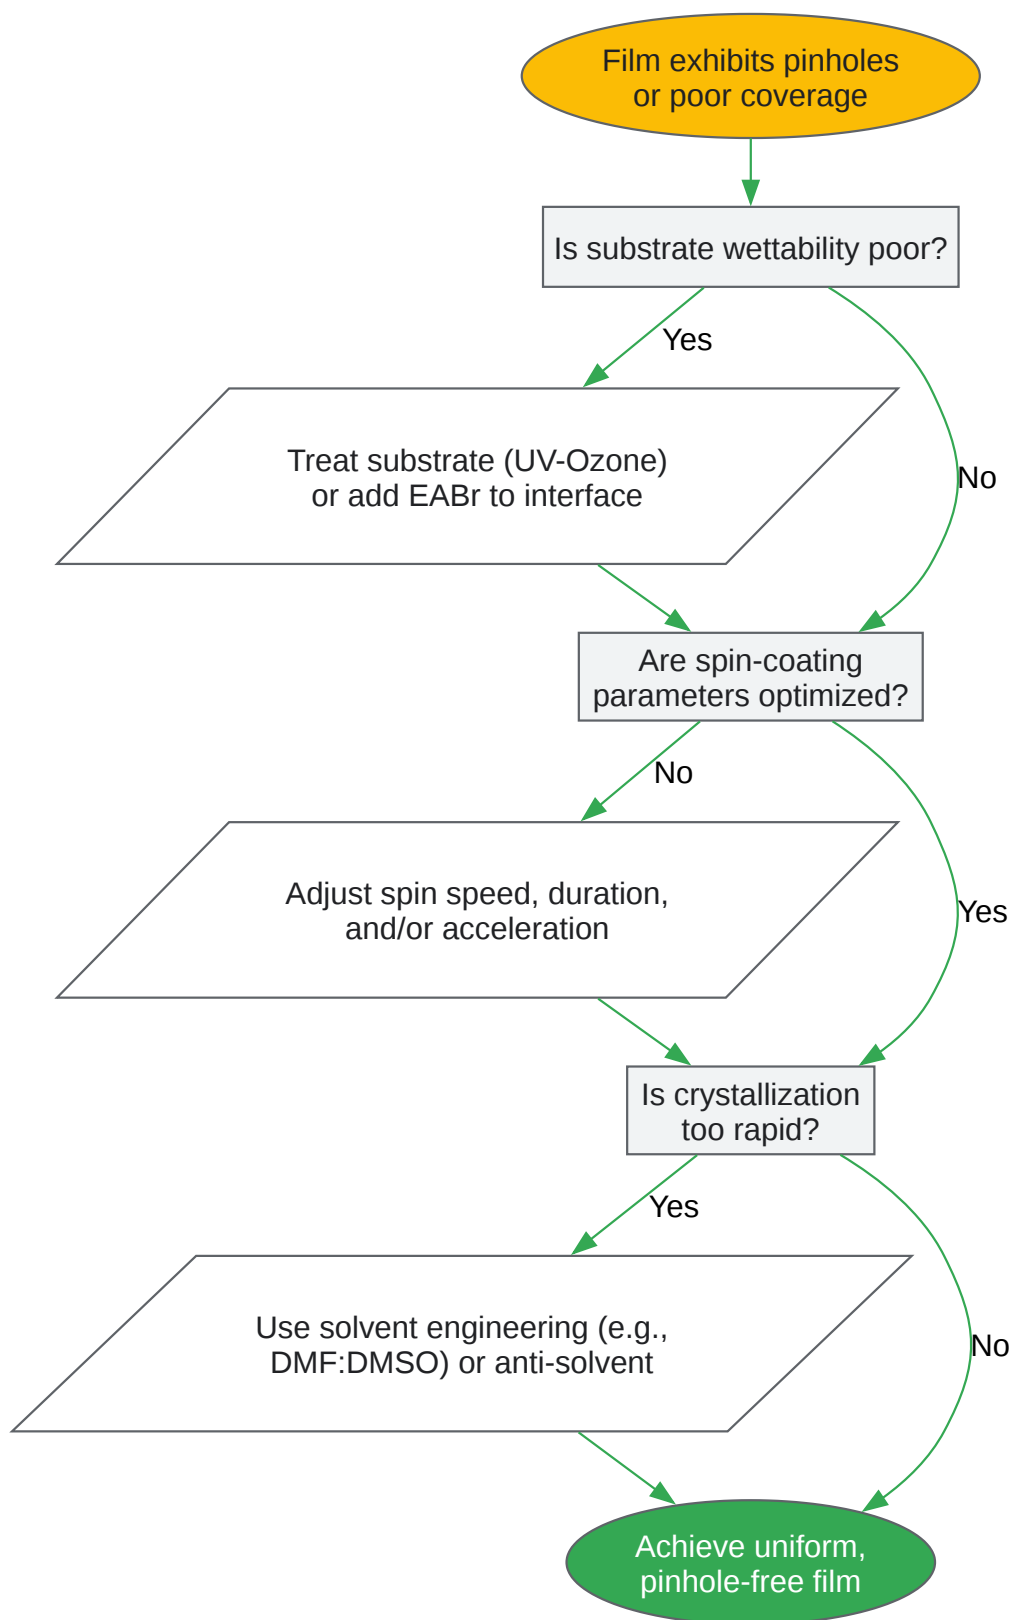 Film exhibits pinholes
or poor coverage
Is substrate wettability poor?
Yes
Treat substrate (UV-Ozone)
or add EABr to interface
No
Are spin-coating
parameters optimized?
No
Adjust spin speed, duration,
and/or acceleration
Yes
Is crystallization
too rapid?
Yes
Use solvent engineering (e.g.,
DMF:DMSO) or anti-solvent
No
Achieve uniform,
pinhole-free film